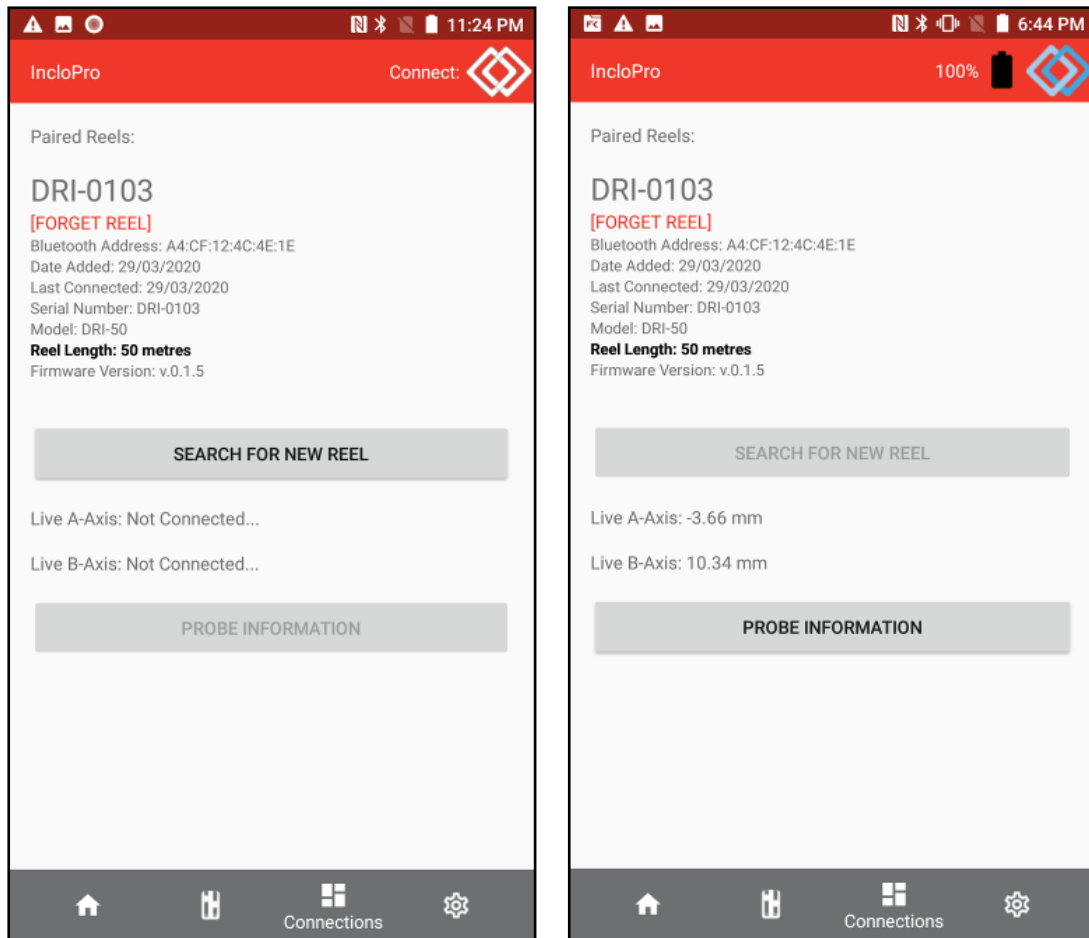 11:24 PM
IncloPro
Connect:
Paired Reels:
DRI-0103
[FORGET REEL]
Bluetooth Address: A4:CF:12:4C:4E:1E
Date Added: 29/03/2020
Last Connected: 29/03/2020
Serial Number: DRI-0103
Model: DRI-50
Reel Length: 50 metres
Firmware Version: v.0.1.5
SEARCH FOR NEW REEL
Live A-Axis: Not Connected...
Live B-Axis: Not Connected...
PROBE INFORMATION
Connections
6:44 PM
IncloPro
100%
Paired Reels:
DRI-0103
[FORGET REEL]
Bluetooth Address: A4:CF:12:4C:4E:1E
Date Added: 29/03/2020
Last Connected: 29/03/2020
Serial Number: DRI-0103
Model: DRI-50
Reel Length: 50 metres
Firmware Version: v.0.1.5
SEARCH FOR NEW REEL
Live A-Axis: -3.66 mm
Live B-Axis: 10.34 mm
PROBE INFORMATION
Connections